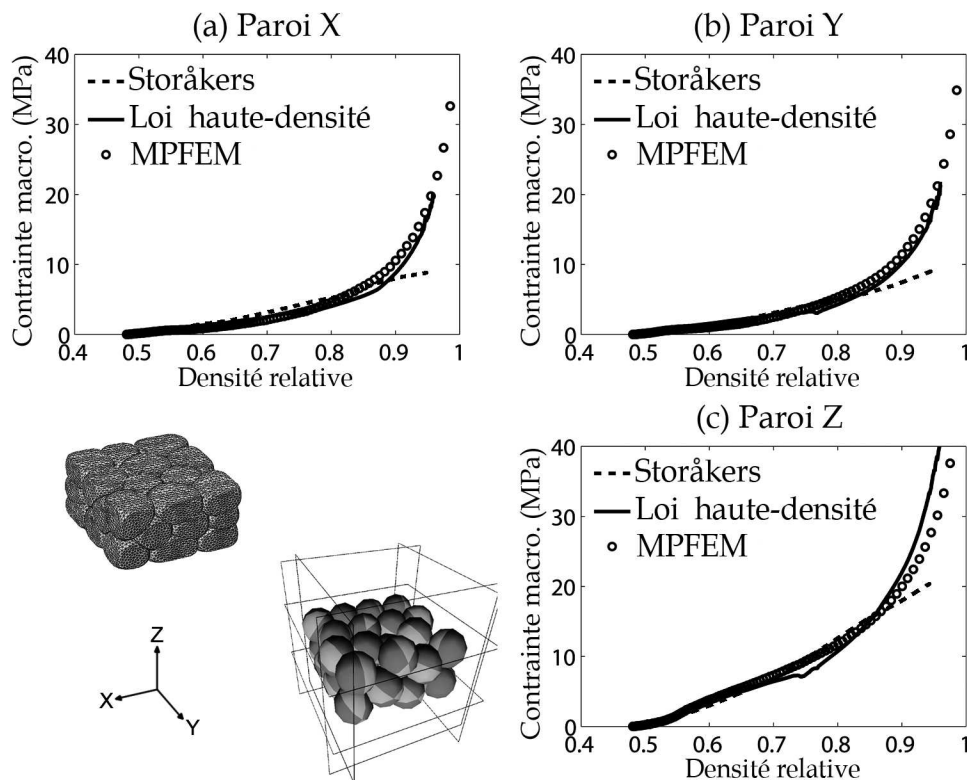 (a) Paroi X
Contrainte macro. (MPa)
40
30
20
10
0
Storåkers
Loi haute-densité
MPFEM
0.4 0.5 0.6 0.7 0.8 0.9 1
Densité relative
(b) Paroi Y
Contrainte macro. (MPa)
40
30
20
10
0
Storåkers
Loi haute-densité
MPFEM
0.4 0.5 0.6 0.7 0.8 0.9 1
Densité relative
Z
X
Y
(c) Paroi Z
Contrainte macro. (MPa)
40
30
20
10
0
Storåkers
Loi haute-densité
MPFEM
0.4 0.5 0.6 0.7 0.8 0.9 1
Densité relative